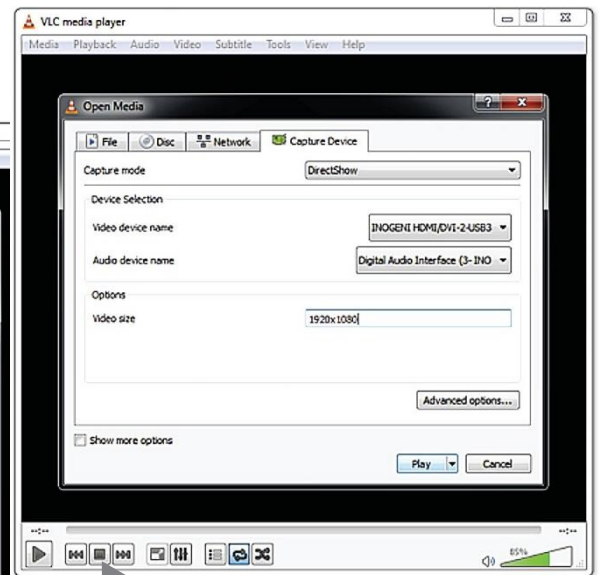 VLC media player
Media Playback Audio Video Subtitle Tools View Help
Open Media
File Disc Network Capture Device
Capture mode DirectShow
Device Selection
Video device name INOGENI HDMI/DVI-2-USB3
Audio device name Digital Audio Interface (3- INO
Options
Video size 1920x1080
Advanced options...
Show more options
Play Cancel
--:-- --:--
85%